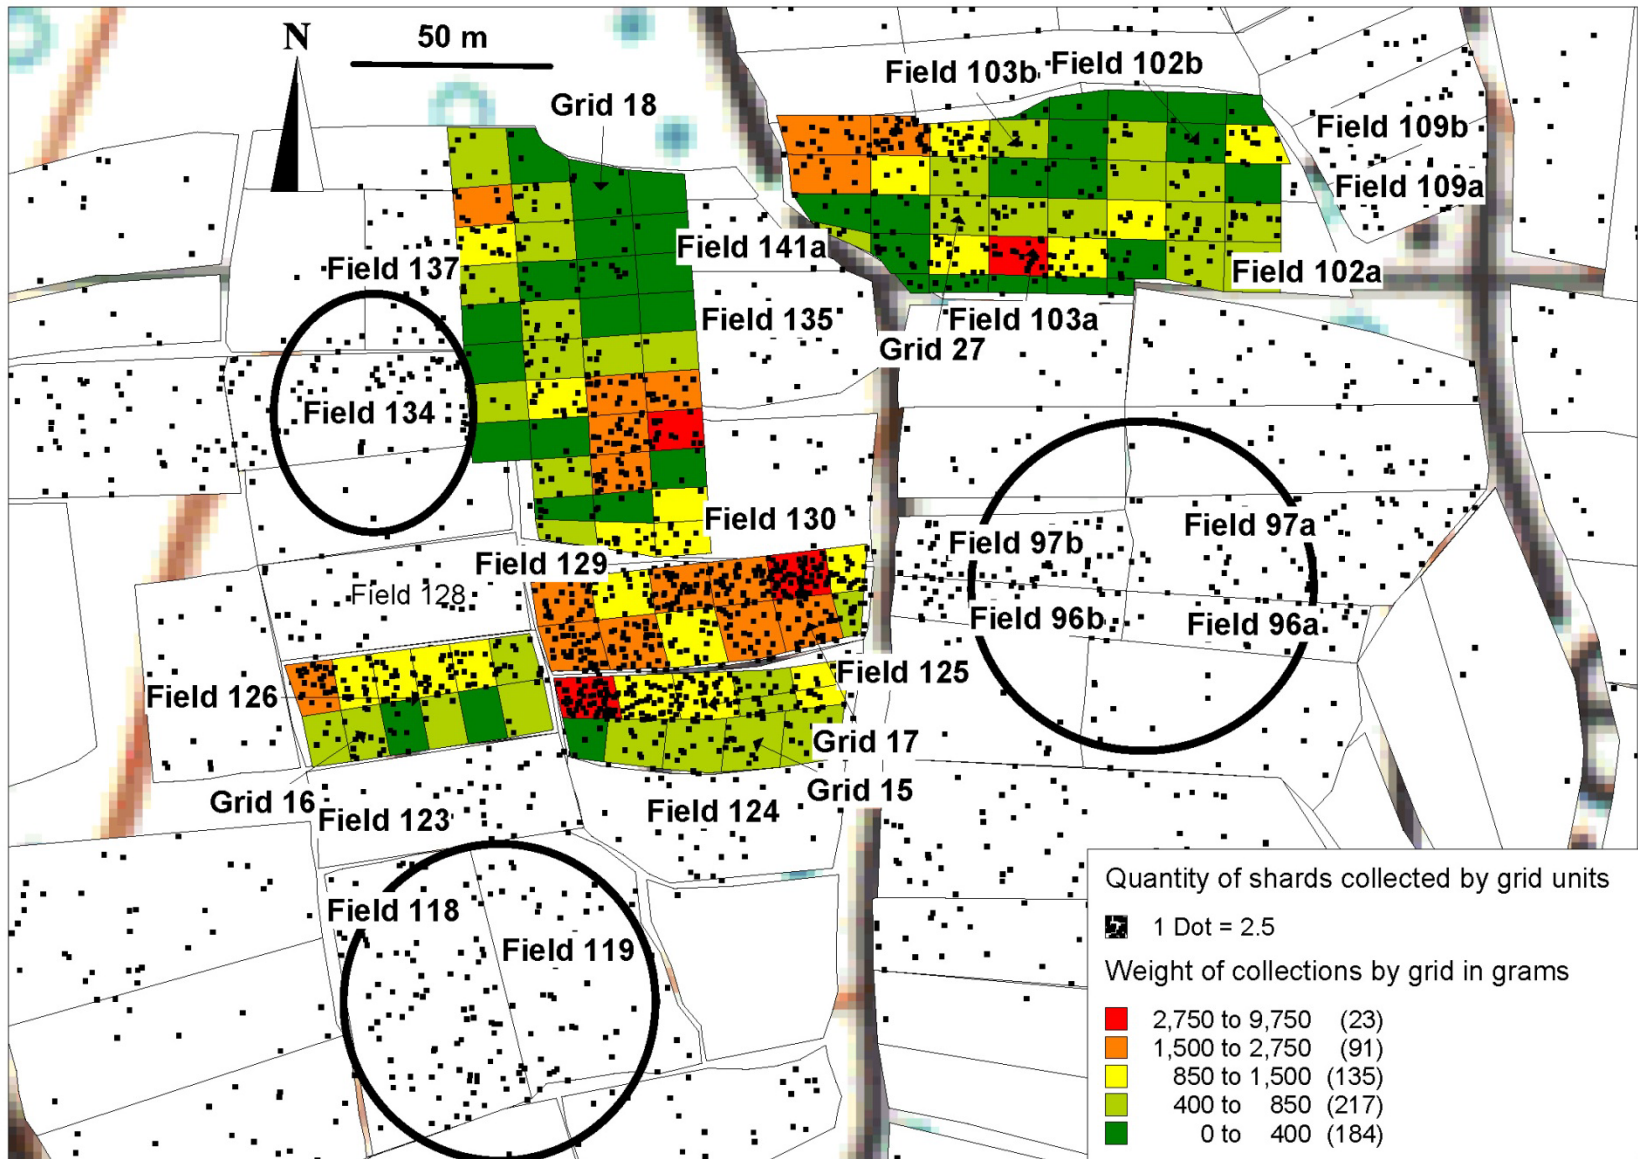 N
50 m
Grid 18
Field 103b
Field 102b
Field 109b
Field 109a
Field 137
Field 141a
Field 102a
Field 135
Field 103a
Grid 27
Field 134
Field 130
Field 97a
Field 97b
Field 129
Field 128
Field 96b
Field 96a
Field 125
Field 126
Grid 17
Grid 15
Grid 16
Field 123
Field 124
Field 118
Field 119
Quantity of shards collected by grid units
1 Dot = 2.5
Weight of collections by grid in grams
2,750 to 9,750 (23)
1,500 to 2,750 (91)
850 to 1,500 (135)
400 to 850 (217)
0 to 400 (184)